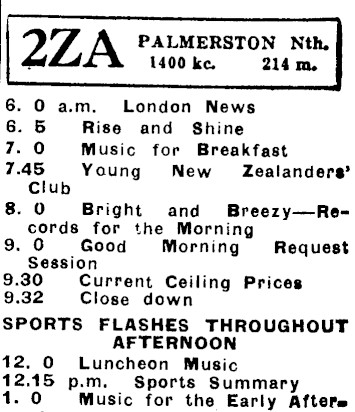 2ZA PALMERSTON Nth.
1400 kc. 214 m.
6. 0 a.m. London News
6. 5 Rise and Shine
7. 0 Music for Breakfast
7.45 Young New Zealanders'
Club
8. 0 Bright and Breezy—Re-
cords for the Morning
9. 0 Good Morning Request
Session
9.30 Current Ceiling Prices
9.32 Close down
SPORTS FLASHES THROUGHOUT
AFTERNOON
12. 0 Luncheon Music
12.15 p.m. Sports Summary
1. 0 Music for the Early After-